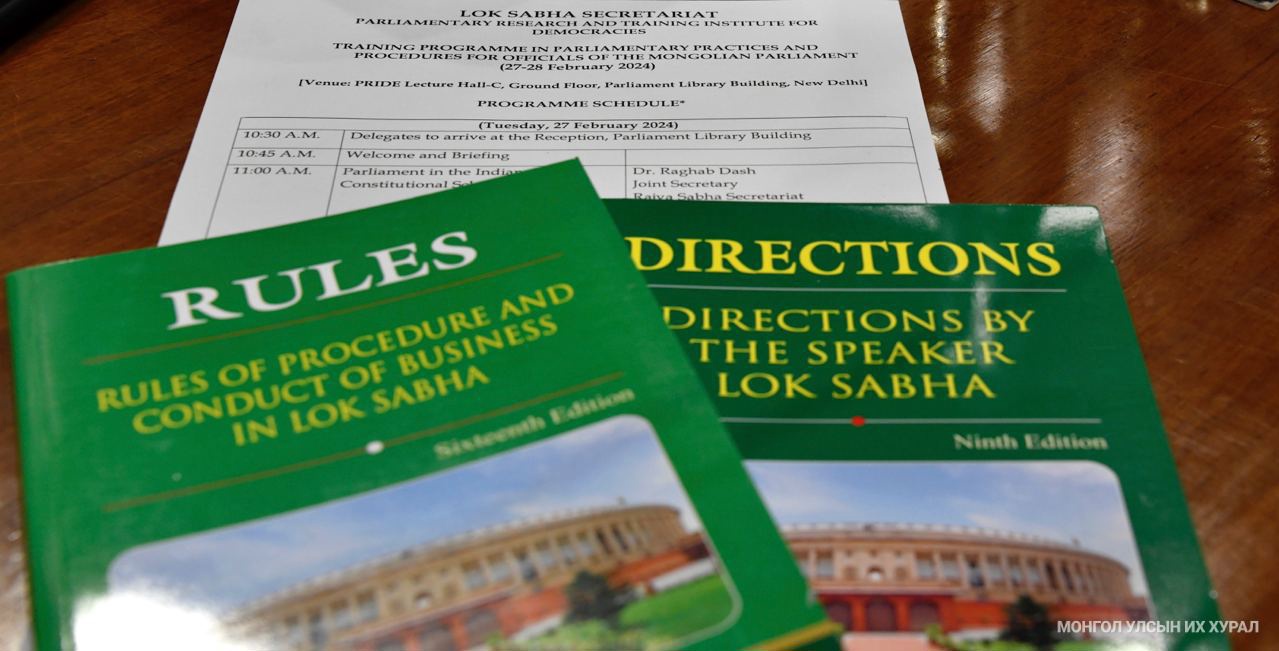 LOK SABHA SECRETARIAT
PARLIAMENTARY RESEARCH AND TRAINING INSTITUTE FOR
DEMOCRACIES
TRAINING PROGRAMME IN PARLIAMENTARY PRACTICES AND
PROCEDURES FOR OFFICIALS OF THE MONGOLIAN PARLIAMENT
(27-28 February 2024)
[Venue: PRIDE Lecture Hall-C, Ground Floor, Parliament Library Building, New Delhi]
PROGRAMME SCHEDULE*
(Tuesday, 27 February 2024)
10:30 A.M. Delegates to arrive at the Reception, Parliament Library Building
10:45 A.M. Welcome and Briefing
11:00 A.M. Parliament in the Indian Dr. Raghab Dash
Constitutional Joint Secretary
Rajya Sabha Secretariat
RULES
RULES OF PROCEDURE AND
CONDUCT OF BUSINESS
IN LOK SABHA
Sixteenth Edition
DIRECTIONS
DIRECTIONS BY
THE SPEAKER
LOK SABHA
Ninth Edition
МОНГОЛ УЛСЫН ИХ ХУРАЛ